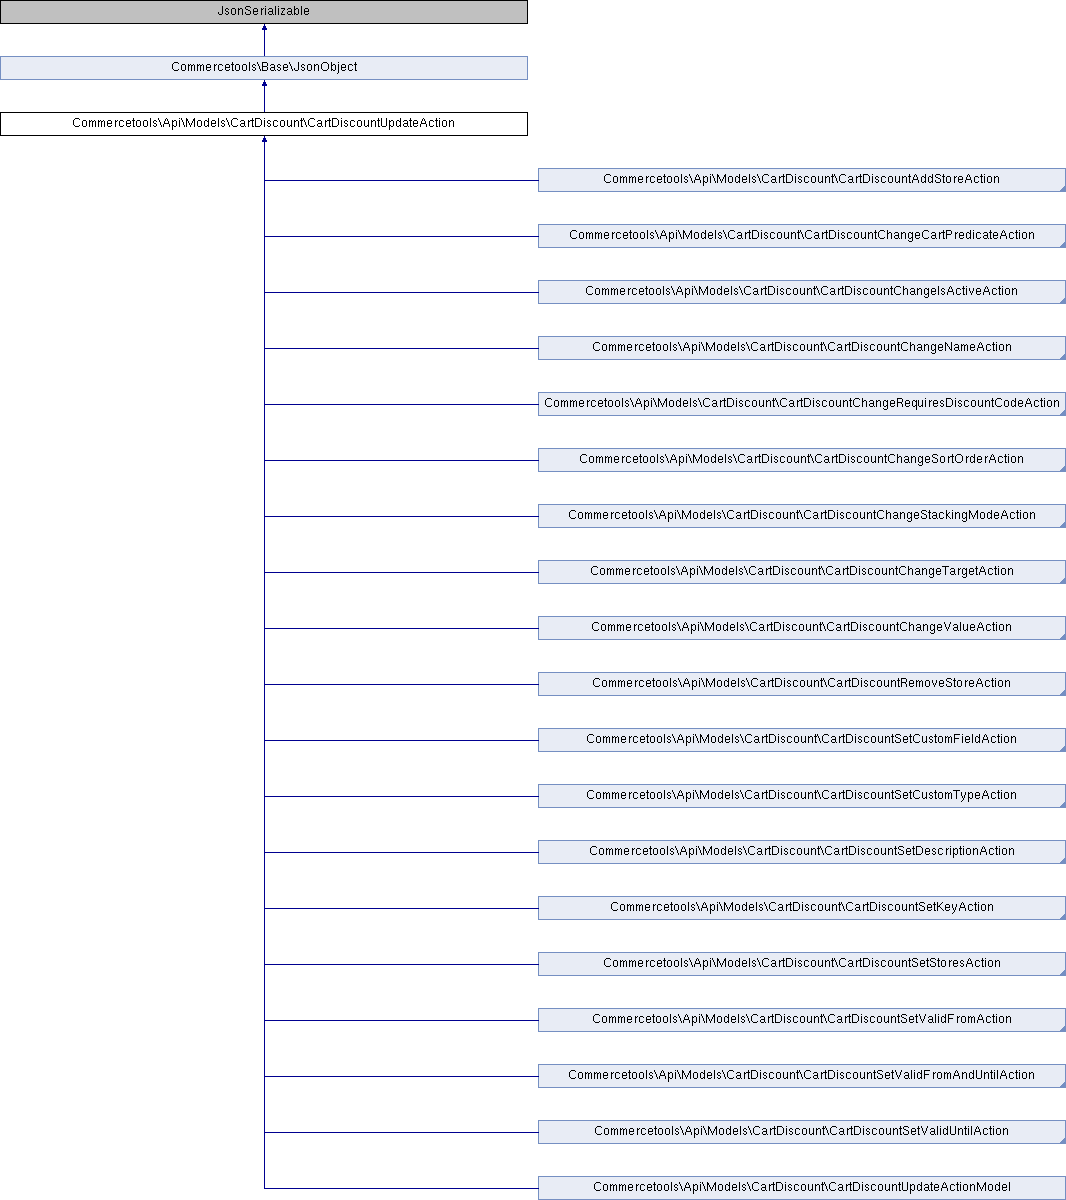 JsonSerializable
Commercetools\Base\JsonObject
Commercetools\Api\Models\CartDiscount\CartDiscountUpdateAction
Commercetools\Api\Models\CartDiscount\CartDiscountAddStoreAction
Commercetools\Api\Models\CartDiscount\CartDiscountChangeCartPredicateAction
Commercetools\Api\Models\CartDiscount\CartDiscountChangeIsActiveAction
Commercetools\Api\Models\CartDiscount\CartDiscountChangeNameAction
Commercetools\Api\Models\CartDiscount\CartDiscountChangeRequiresDiscountCodeAction
Commercetools\Api\Models\CartDiscount\CartDiscountChangeSortOrderAction
Commercetools\Api\Models\CartDiscount\CartDiscountChangeStackingModeAction
Commercetools\Api\Models\CartDiscount\CartDiscountChangeTargetAction
Commercetools\Api\Models\CartDiscount\CartDiscountChangeValueAction
Commercetools\Api\Models\CartDiscount\CartDiscountRemoveStoreAction
Commercetools\Api\Models\CartDiscount\CartDiscountSetCustomFieldAction
Commercetools\Api\Models\CartDiscount\CartDiscountSetCustomTypeAction
Commercetools\Api\Models\CartDiscount\CartDiscountSetDescriptionAction
Commercetools\Api\Models\CartDiscount\CartDiscountSetKeyAction
Commercetools\Api\Models\CartDiscount\CartDiscountSetStoresAction
Commercetools\Api\Models\CartDiscount\CartDiscountSetValidFromAction
Commercetools\Api\Models\CartDiscount\CartDiscountSetValidFromAndUntilAction
Commercetools\Api\Models\CartDiscount\CartDiscountSetValidUntilAction
Commercetools\Api\Models\CartDiscount\CartDiscountUpdateActionModel